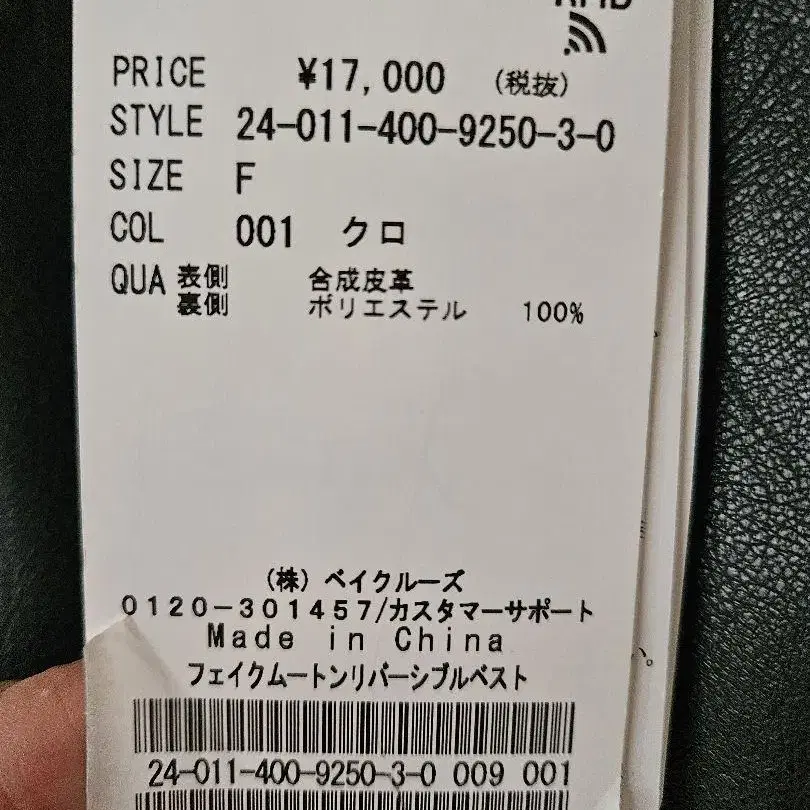 PRICE ¥17,000 (税抜)
STYLE 24-011-400-9250-3-0
SIZE F
COL 001 クロ
QUA 表側 合成皮革
裏側 ポリエステル 100%
(株) ベイクルーズ
0120-301457/カスタマーサポート
Made in China
フェイクムートンリバーシブルベスト
24-011-400-9250-3-0 009 001